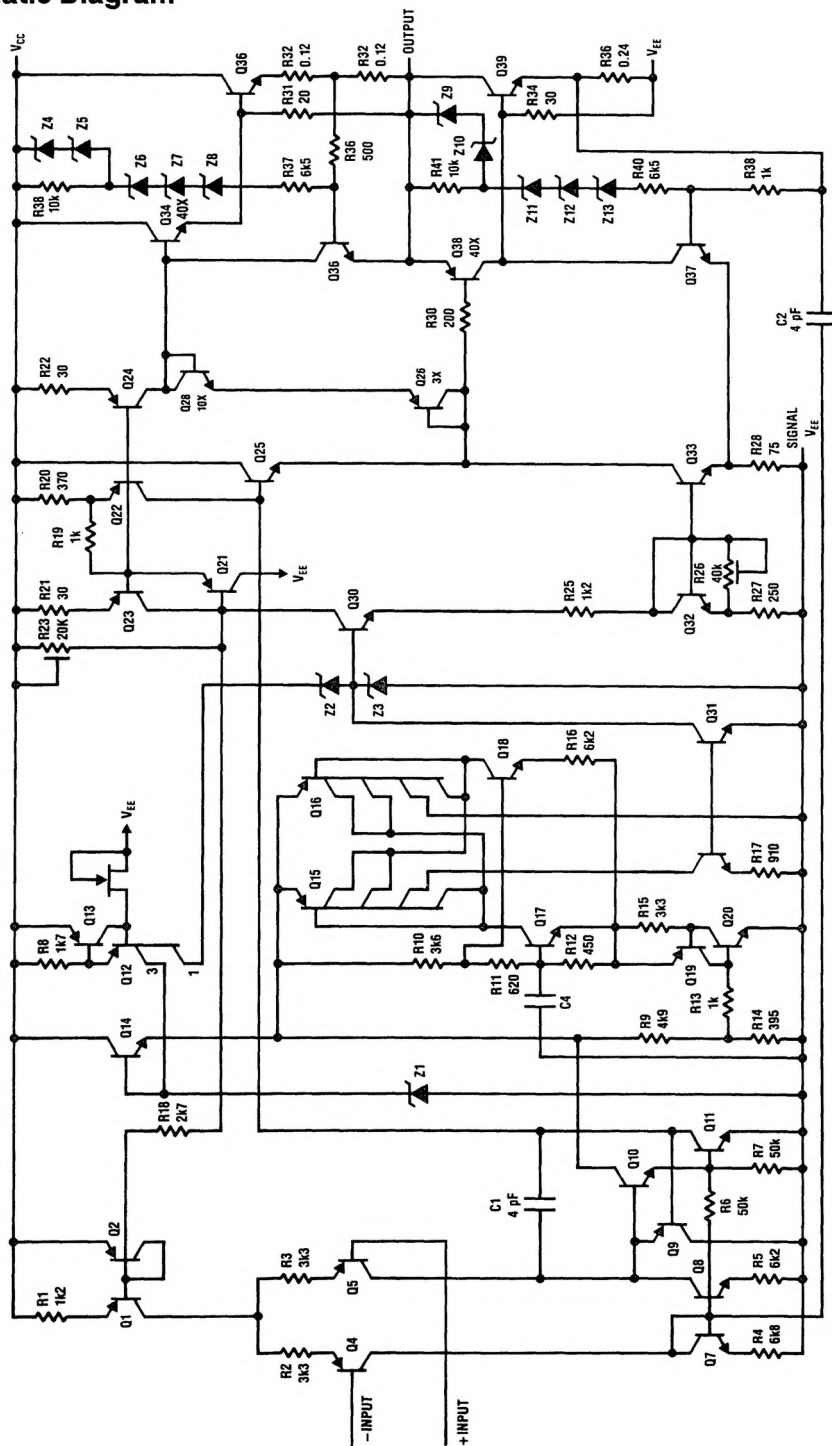 atic Diagram
VCC
R1
1k2
Q1
Q2
R2
3k3
R3
3k3
Q4
Q5
−INPUT
+INPUT
R18
2k7
C1
4 pF
Q7
Q8
Q9
Q10
Q11
R4
6k8
R5
6k2
R6
50k
R7
50k
Q14
R8
1k7
Q13
Q12
3
1
VEE
Z1
R9
4k9
R13
1k
R14
395
R10
3k6
R11
620
R12
450
C4
Q15
Q16
Q17
Q18
R16
6k2
R15
3k3
Q19
Q20
R17
910
Q31
Z2
Z3
R23
20K
R21
30
Q23
R19
1k
R20
370
Q22
Q21
VEE
R22
30
Q24
Q30
R25
1k2
Q32
R26
40k
R27
250
Q25
Q28
10X
Q26
3X
Q33
R28
75
SIGNAL
VEE
R30
200
Q38
40X
Q34
40X
R38
10k
Z4
Z5
Z6
Z7
Z8
R37
6k5
Q36
R36
500
Q36
R32
0.12
R32
0.12
R31
20
OUTPUT
Z9
Z10
R41
10k
Z11
Z12
Z13
R40
6k5
R38
1k
Q37
Q39
R34
30
R36
0.24
VEE
C2
4 pF